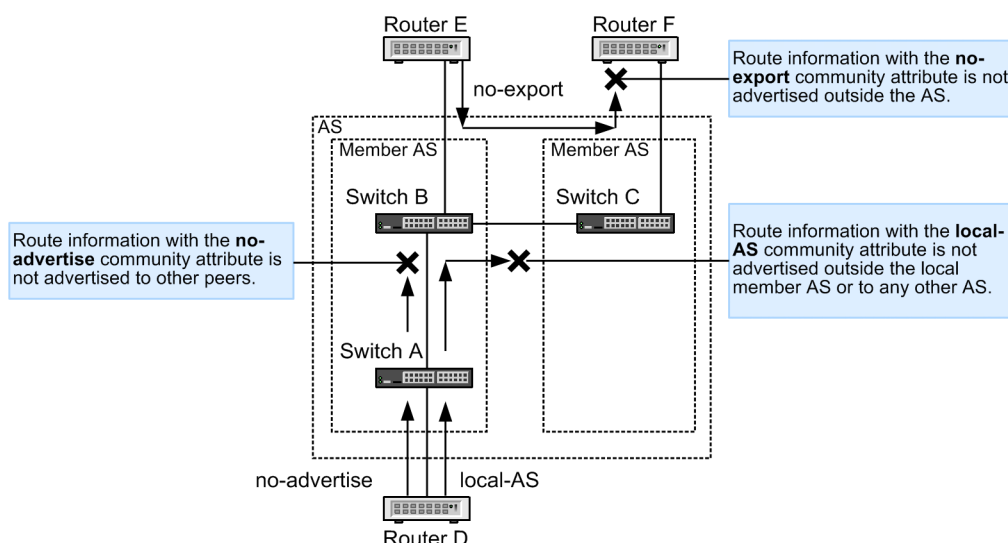 Router E
Router F
Route information with the no-
export community attribute is not
advertised outside the AS.
no-export
AS
Member AS
Member AS
Switch B
Switch C
Route information with the no-
advertise community attribute is
not advertised to other peers.
Route information with the local-
AS community attribute is not
advertised outside the local
member AS or to any other AS.
Switch A
no-advertise
local-AS
Router D